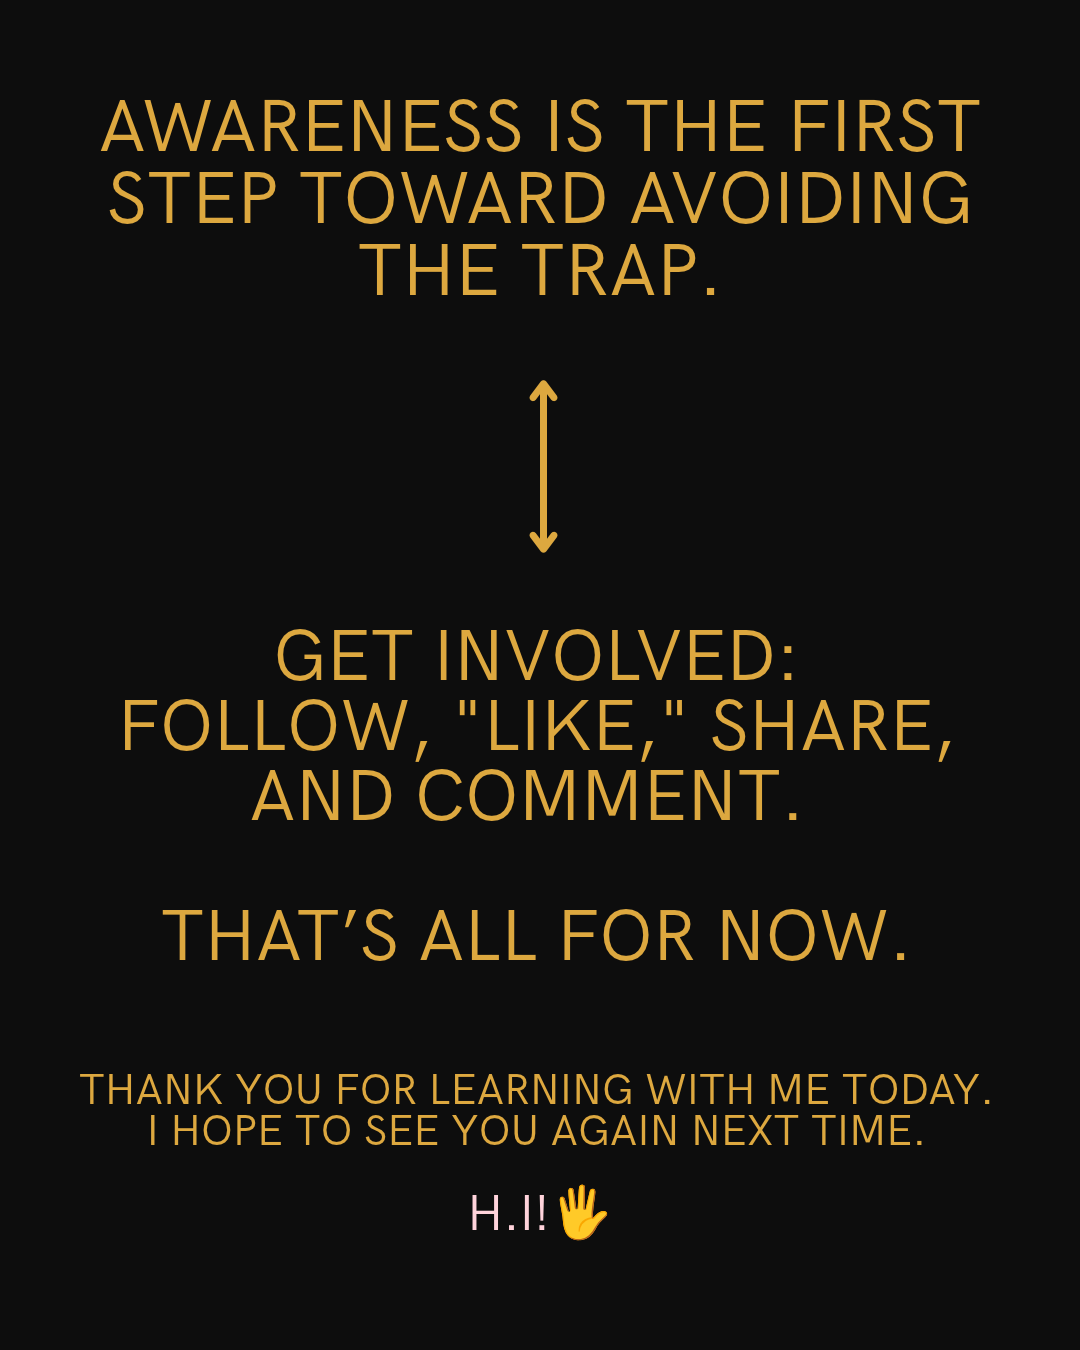 AWARENESS IS THE FIRST
STEP TOWARD AVOIDING
THE TRAP.
GET INVOLVED:
FOLLOW, "LIKE," SHARE,
AND COMMENT.
THAT’S ALL FOR NOW.
THANK YOU FOR LEARNING WITH ME TODAY.
I HOPE TO SEE YOU AGAIN NEXT TIME.
H.I!🖐